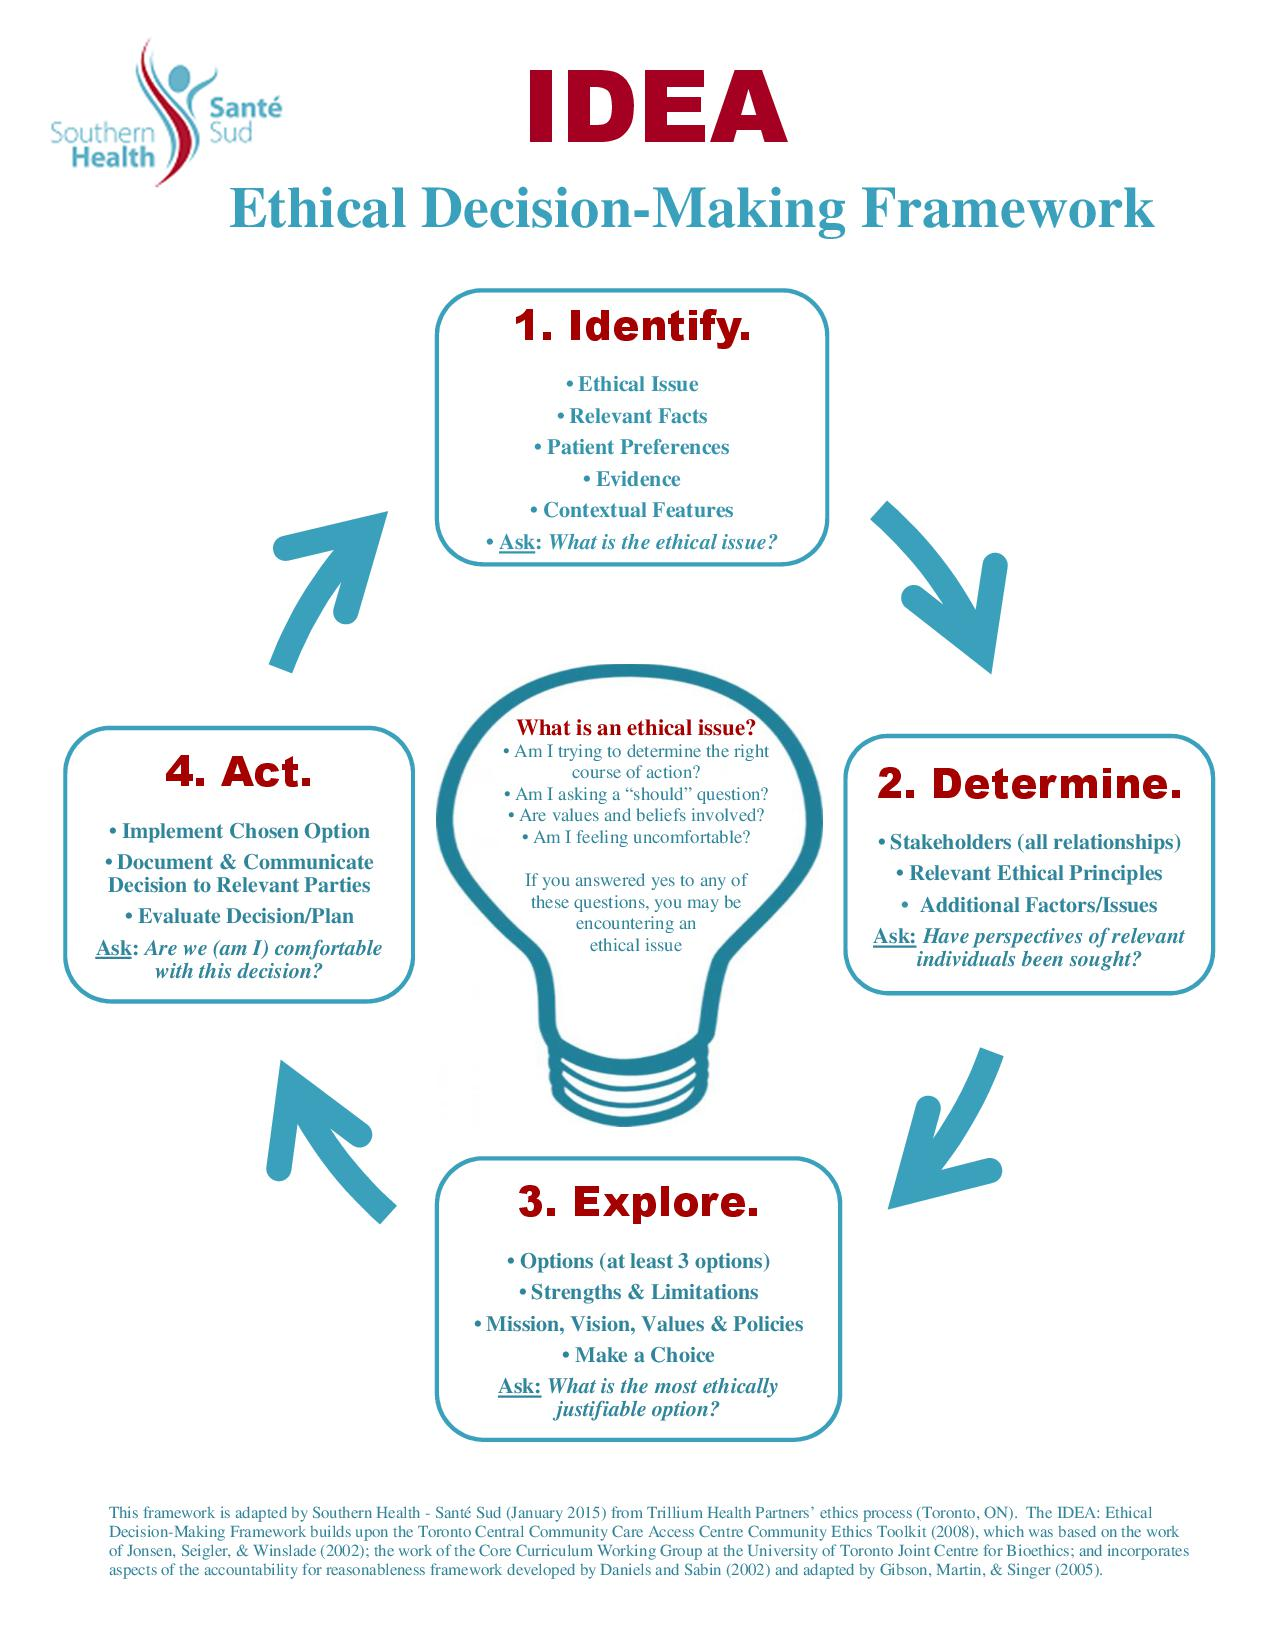 Southern
Health
Santé
Sud
IDEA
Ethical Decision-Making Framework
1. Identify.
• Ethical Issue
• Relevant Facts
• Patient Preferences
• Evidence
• Contextual Features
• Ask: What is the ethical issue?
What is an ethical issue?
• Am I trying to determine the right
course of action?
• Am I asking a “should” question?
• Are values and beliefs involved?
• Am I feeling uncomfortable?
If you answered yes to any of
these questions, you may be
encountering an
ethical issue
2. Determine.
• Stakeholders (all relationships)
• Relevant Ethical Principles
• Additional Factors/Issues
Ask: Have perspectives of relevant
individuals been sought?
3. Explore.
• Options (at least 3 options)
• Strengths & Limitations
• Mission, Vision, Values & Policies
• Make a Choice
Ask: What is the most ethically
justifiable option?
4. Act.
• Implement Chosen Option
• Document & Communicate
Decision to Relevant Parties
• Evaluate Decision/Plan
Ask: Are we (am I) comfortable
with this decision?
This framework is adapted by Southern Health - Santé Sud (January 2015) from Trillium Health Partners’ ethics process (Toronto, ON). The IDEA: Ethical
Decision-Making Framework builds upon the Toronto Central Community Care Access Centre Community Ethics Toolkit (2008), which was based on the work
of Jonsen, Seigler, & Winslade (2002); the work of the Core Curriculum Working Group at the University of Toronto Joint Centre for Bioethics; and incorporates
aspects of the accountability for reasonableness framework developed by Daniels and Sabin (2002) and adapted by Gibson, Martin, & Singer (2005).